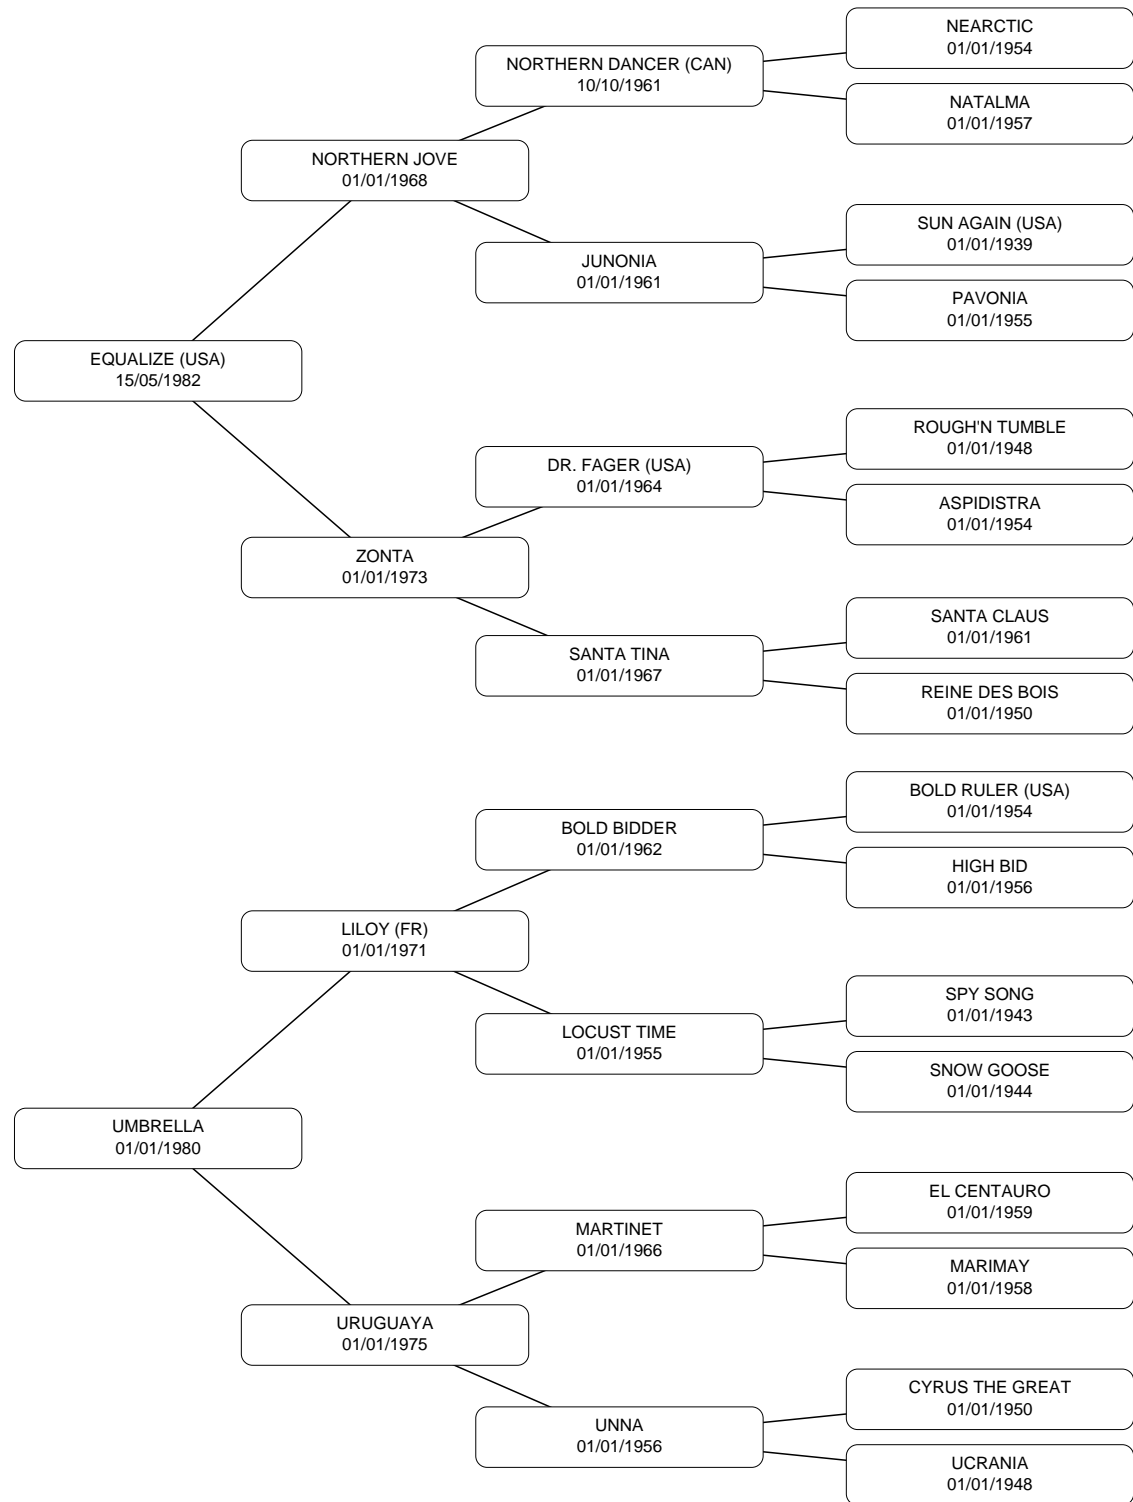 NEARCTIC
01/01/1954
NORTHERN DANCER (CAN)
10/10/1961
NATALMA
01/01/1957
NORTHERN JOVE
01/01/1968
SUN AGAIN (USA)
01/01/1939
JUNONIA
01/01/1961
PAVONIA
01/01/1955
EQUALIZE (USA)
15/05/1982
ROUGH'N TUMBLE
01/01/1948
DR. FAGER (USA)
01/01/1964
ASPIDISTRA
01/01/1954
ZONTA
01/01/1973
SANTA CLAUS
01/01/1961
SANTA TINA
01/01/1967
REINE DES BOIS
01/01/1950
BOLD RULER (USA)
01/01/1954
BOLD BIDDER
01/01/1962
HIGH BID
01/01/1956
LILOY (FR)
01/01/1971
SPY SONG
01/01/1943
LOCUST TIME
01/01/1955
SNOW GOOSE
01/01/1944
UMBRELLA
01/01/1980
EL CENTAURO
01/01/1959
MARTINET
01/01/1966
MARIMAY
01/01/1958
URUGUAYA
01/01/1975
CYRUS THE GREAT
01/01/1950
UNNA
01/01/1956
UCRANIA
01/01/1948